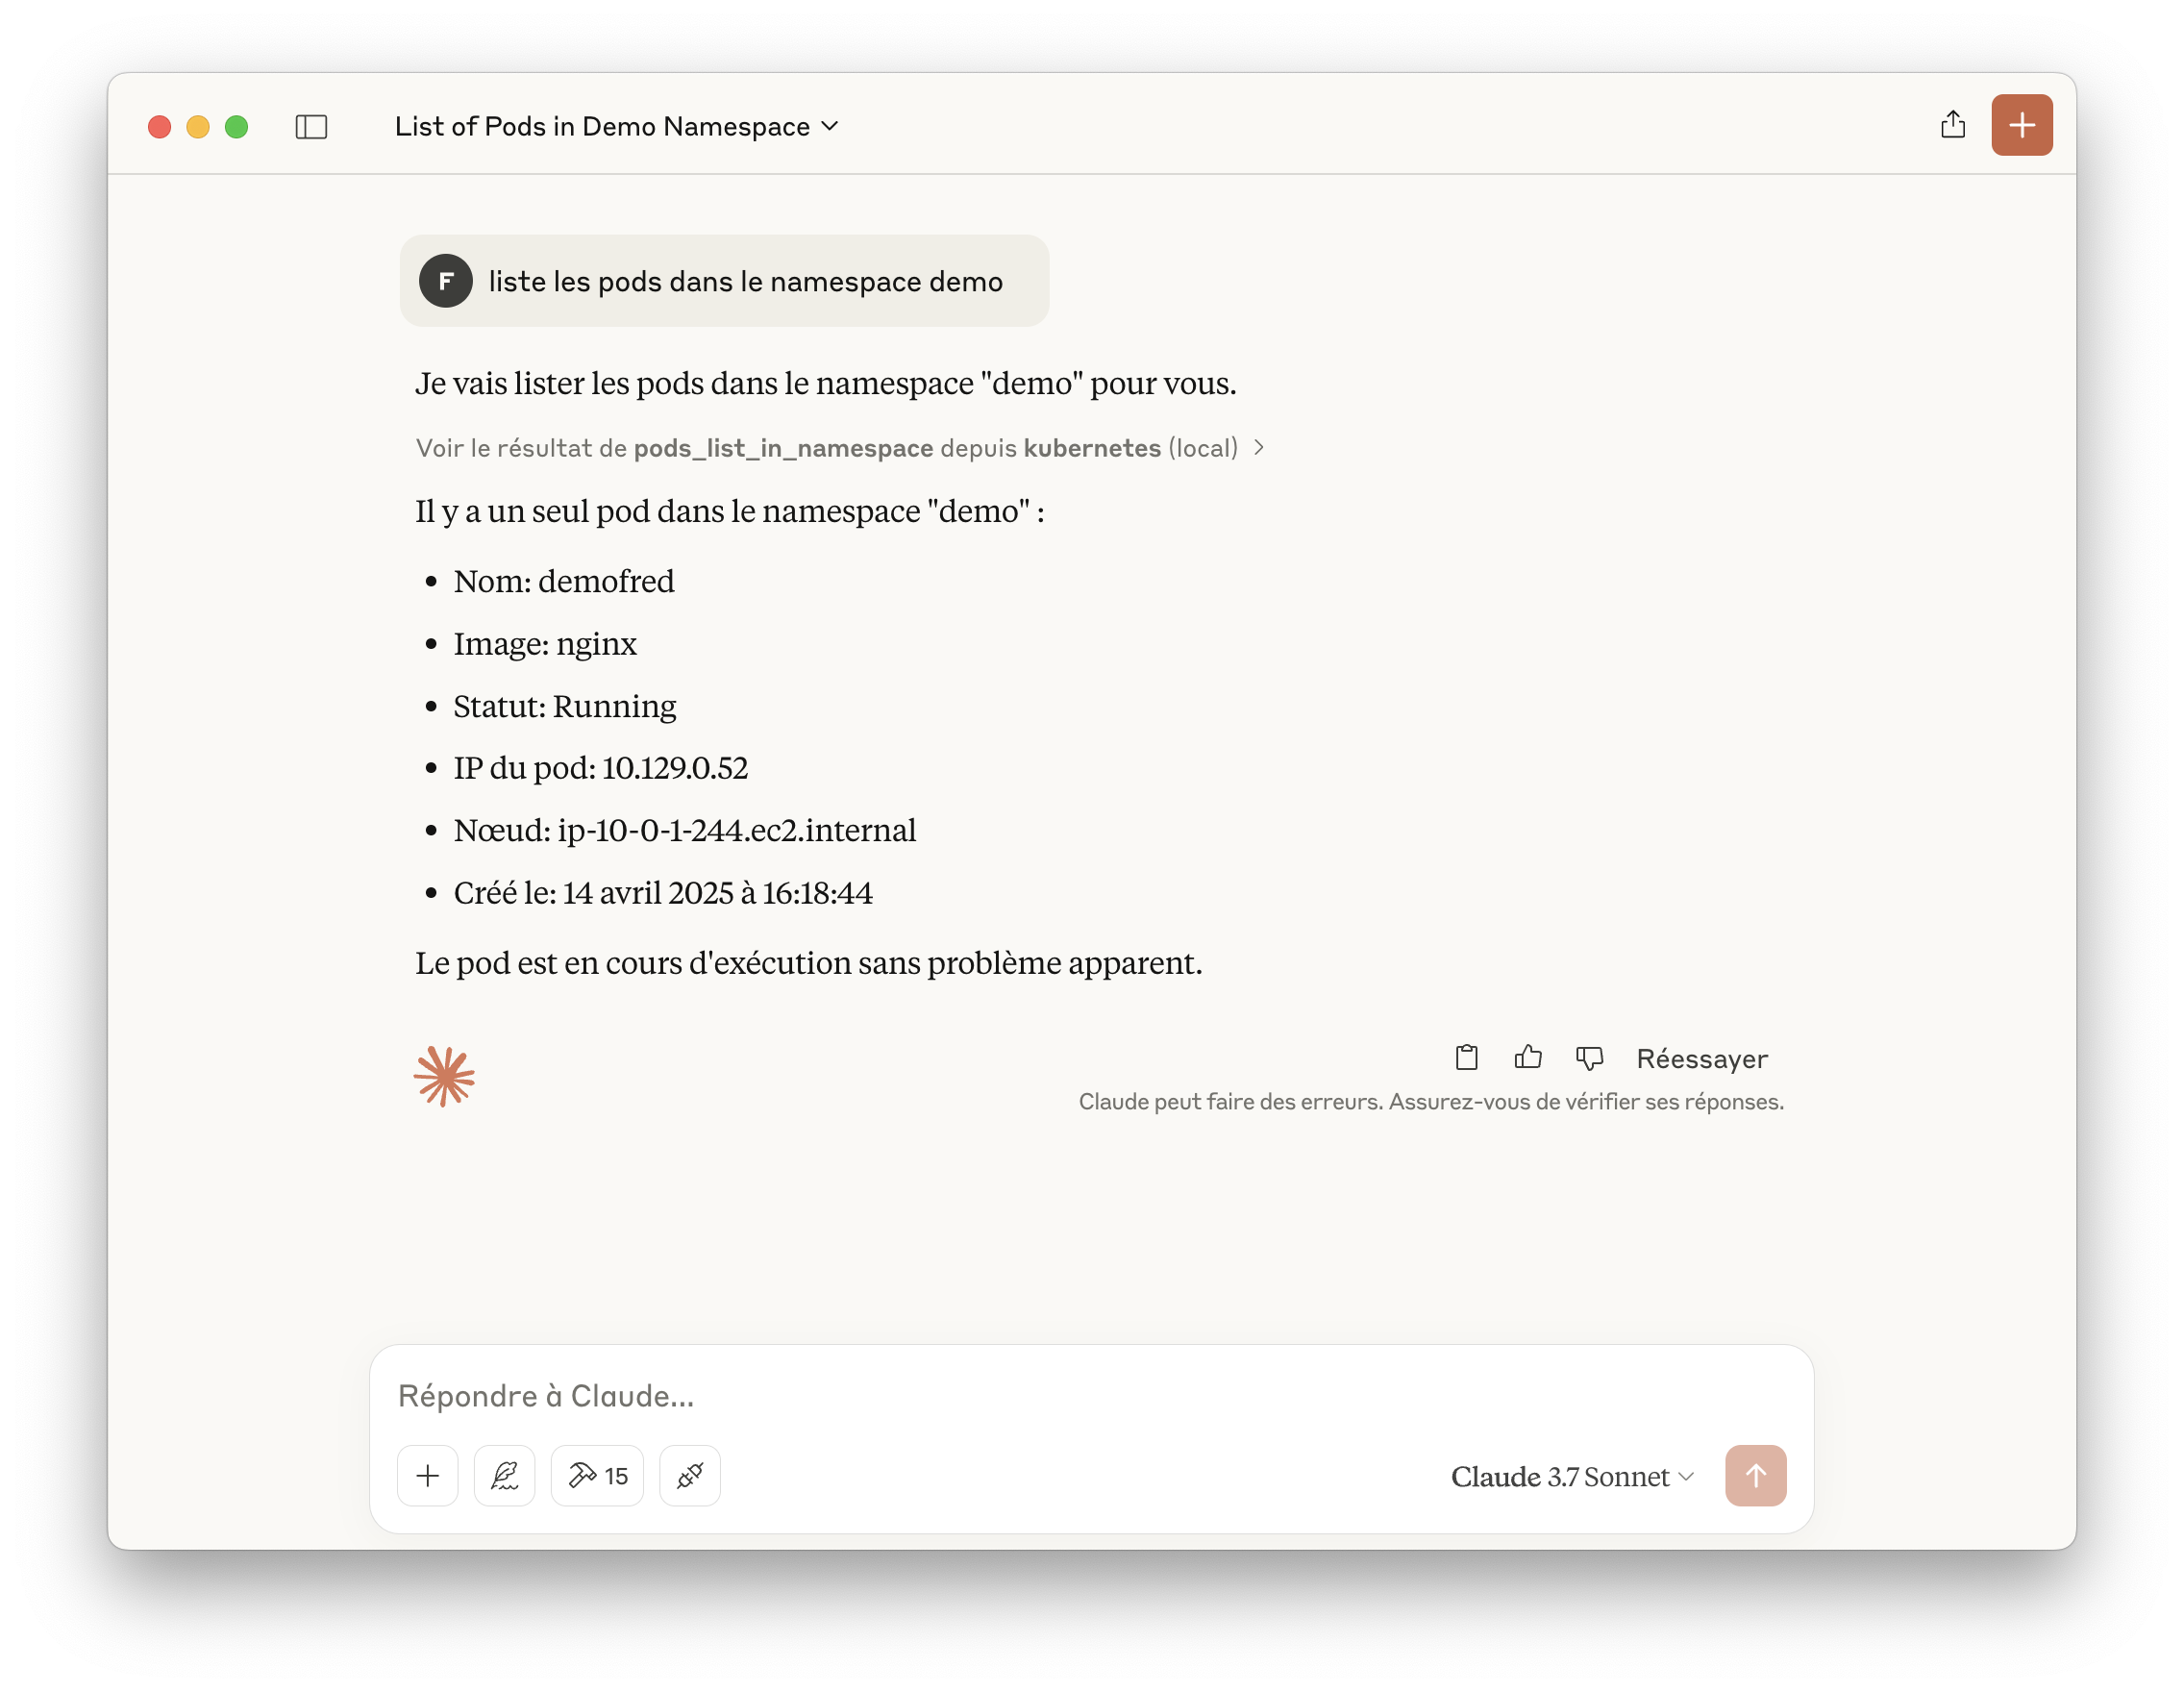 List of Pods in Demo Namespace
F
liste les pods dans le namespace demo
Je vais lister les pods dans le namespace "demo" pour vous.
Voir le résultat de pods_list_in_namespace depuis kubernetes (local)
Il y a un seul pod dans le namespace "demo" :
• Nom: demofred
• Image: nginx
• Statut: Running
• IP du pod: 10.129.0.52
• Nœud: ip-10-0-1-244.ec2.internal
• Créé le: 14 avril 2025 à 16:18:44
Le pod est en cours d'exécution sans problème apparent.
Réessayer
Claude peut faire des erreurs. Assurez-vous de vérifier ses réponses.
Répondre à Claude...
15
Claude 3.7 Sonnet